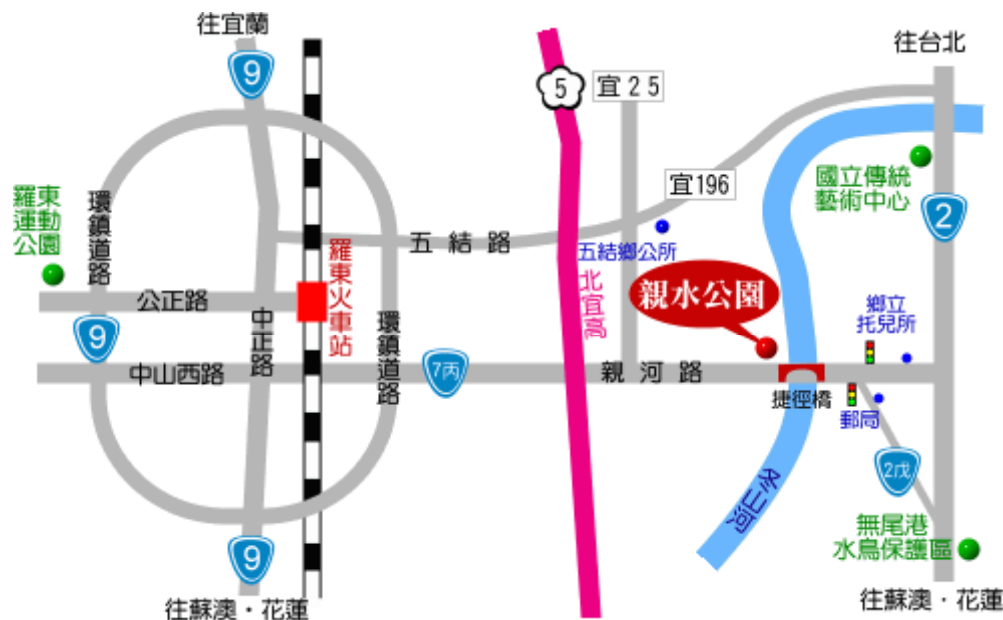 往宜蘭
往台北
9
5
宜25
宜196
國立傳統
藝術中心
2
羅東
運動
公園
環鎮道路
五結路
五結鄉公所
羅東火車站
北宜高
親水公園
公正路
中正路
環鎮道路
鄉立
托兒所
9
中山西路
7丙
親河路
捷徑橋
郵局
2戊
冬山河
無尾港
水鳥保護區
9
往蘇澳・花蓮
往蘇澳・花蓮